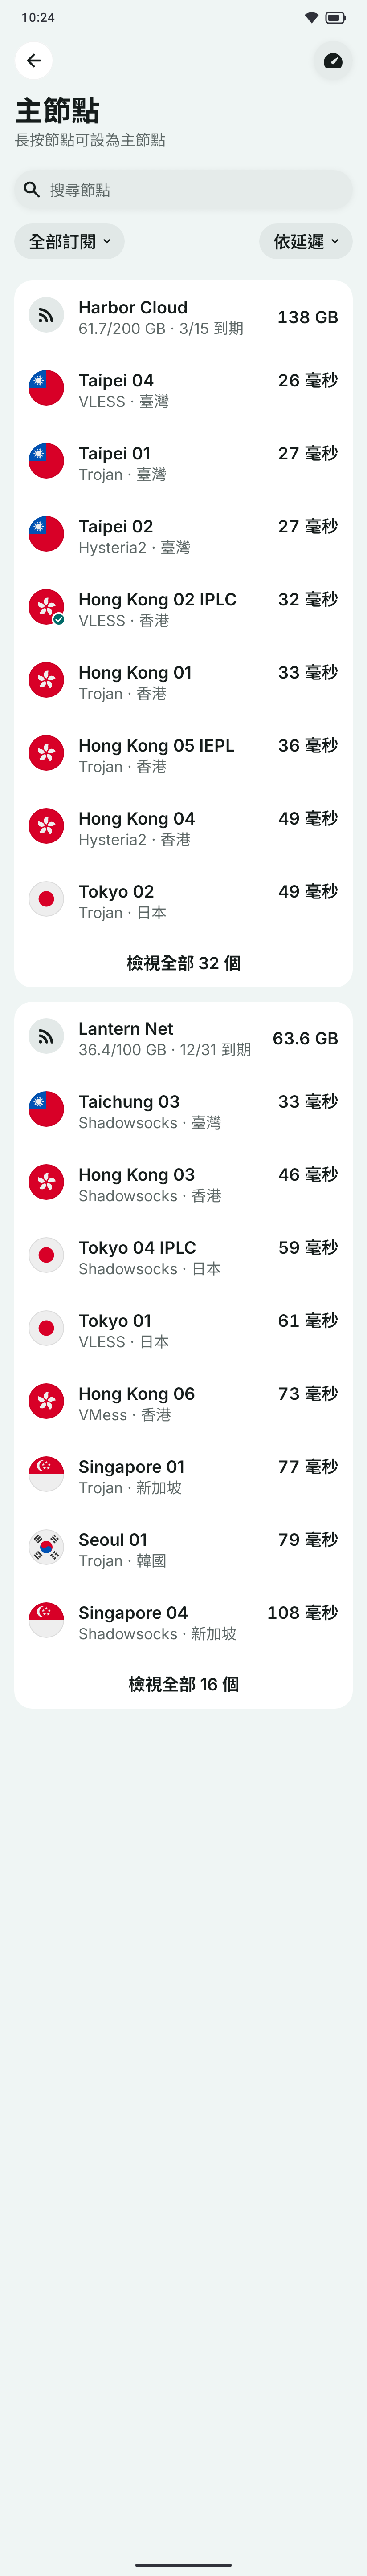 10:24
主節點
長按節點可設為主節點
搜尋節點
全部訂閱
依延遲
Harbor Cloud
138 GB
61.7/200 GB · 3/15 到期
Taipei 04
26 毫秒
VLESS · 臺灣
Taipei 01
27 毫秒
Trojan · 臺灣
Taipei 02
27 毫秒
Hysteria2 · 臺灣
Hong Kong 02 IPLC
32 毫秒
VLESS · 香港
Hong Kong 01
33 毫秒
Trojan · 香港
Hong Kong 05 IEPL
36 毫秒
Trojan · 香港
Hong Kong 04
49 毫秒
Hysteria2 · 香港
Tokyo 02
49 毫秒
Trojan · 日本
檢視全部 32 個
Lantern Net
63.6 GB
36.4/100 GB · 12/31 到期
Taichung 03
33 毫秒
Shadowsocks · 臺灣
Hong Kong 03
46 毫秒
Shadowsocks · 香港
Tokyo 04 IPLC
59 毫秒
Shadowsocks · 日本
Tokyo 01
61 毫秒
VLESS · 日本
Hong Kong 06
73 毫秒
VMess · 香港
Singapore 01
77 毫秒
Trojan · 新加坡
Seoul 01
79 毫秒
Trojan · 韓國
Singapore 04
108 毫秒
Shadowsocks · 新加坡
檢視全部 16 個